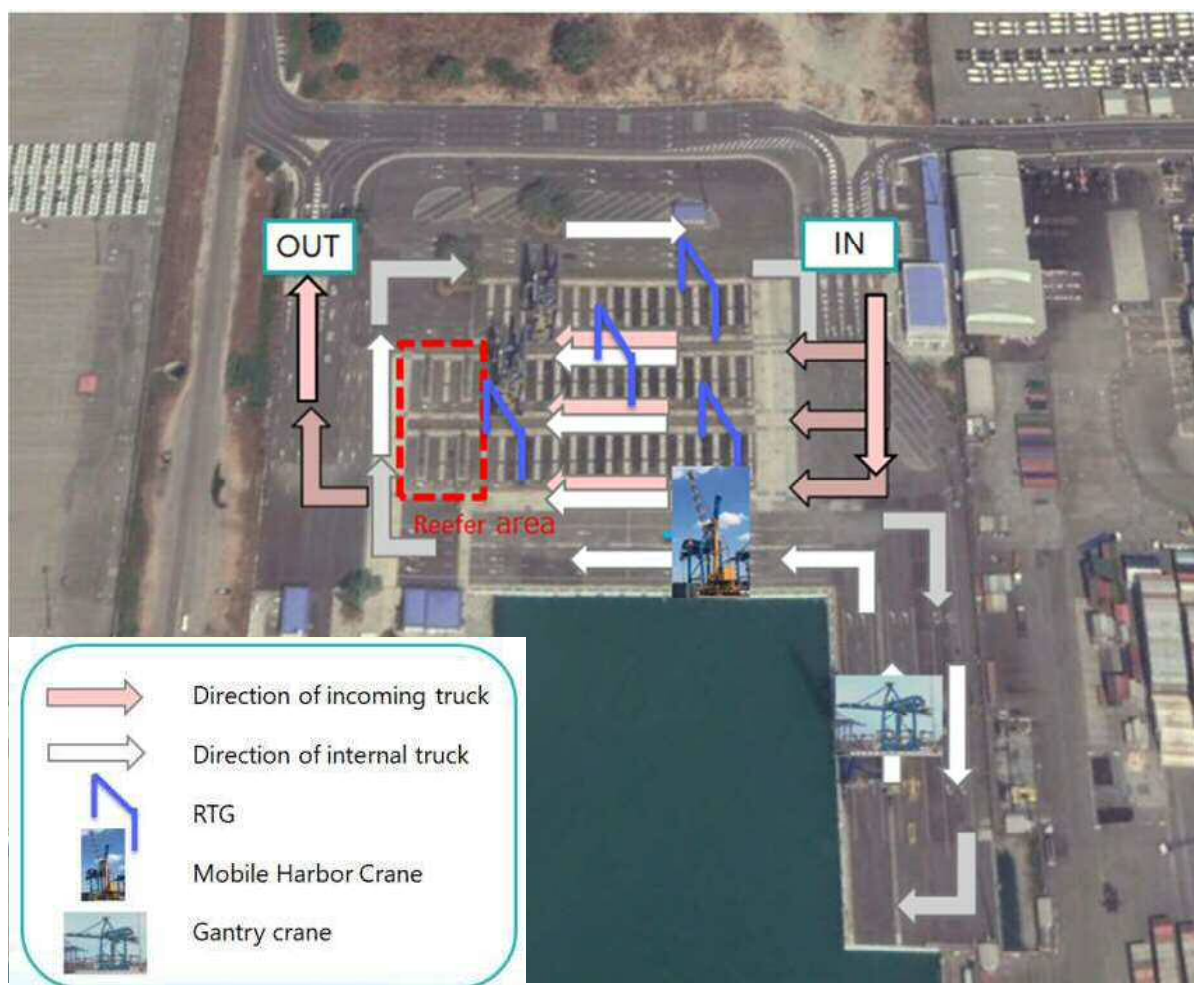 OUT
IN
Reefer area
Direction of incoming truck
Direction of internal truck
RTG
Mobile Harbor Crane
Gantry crane